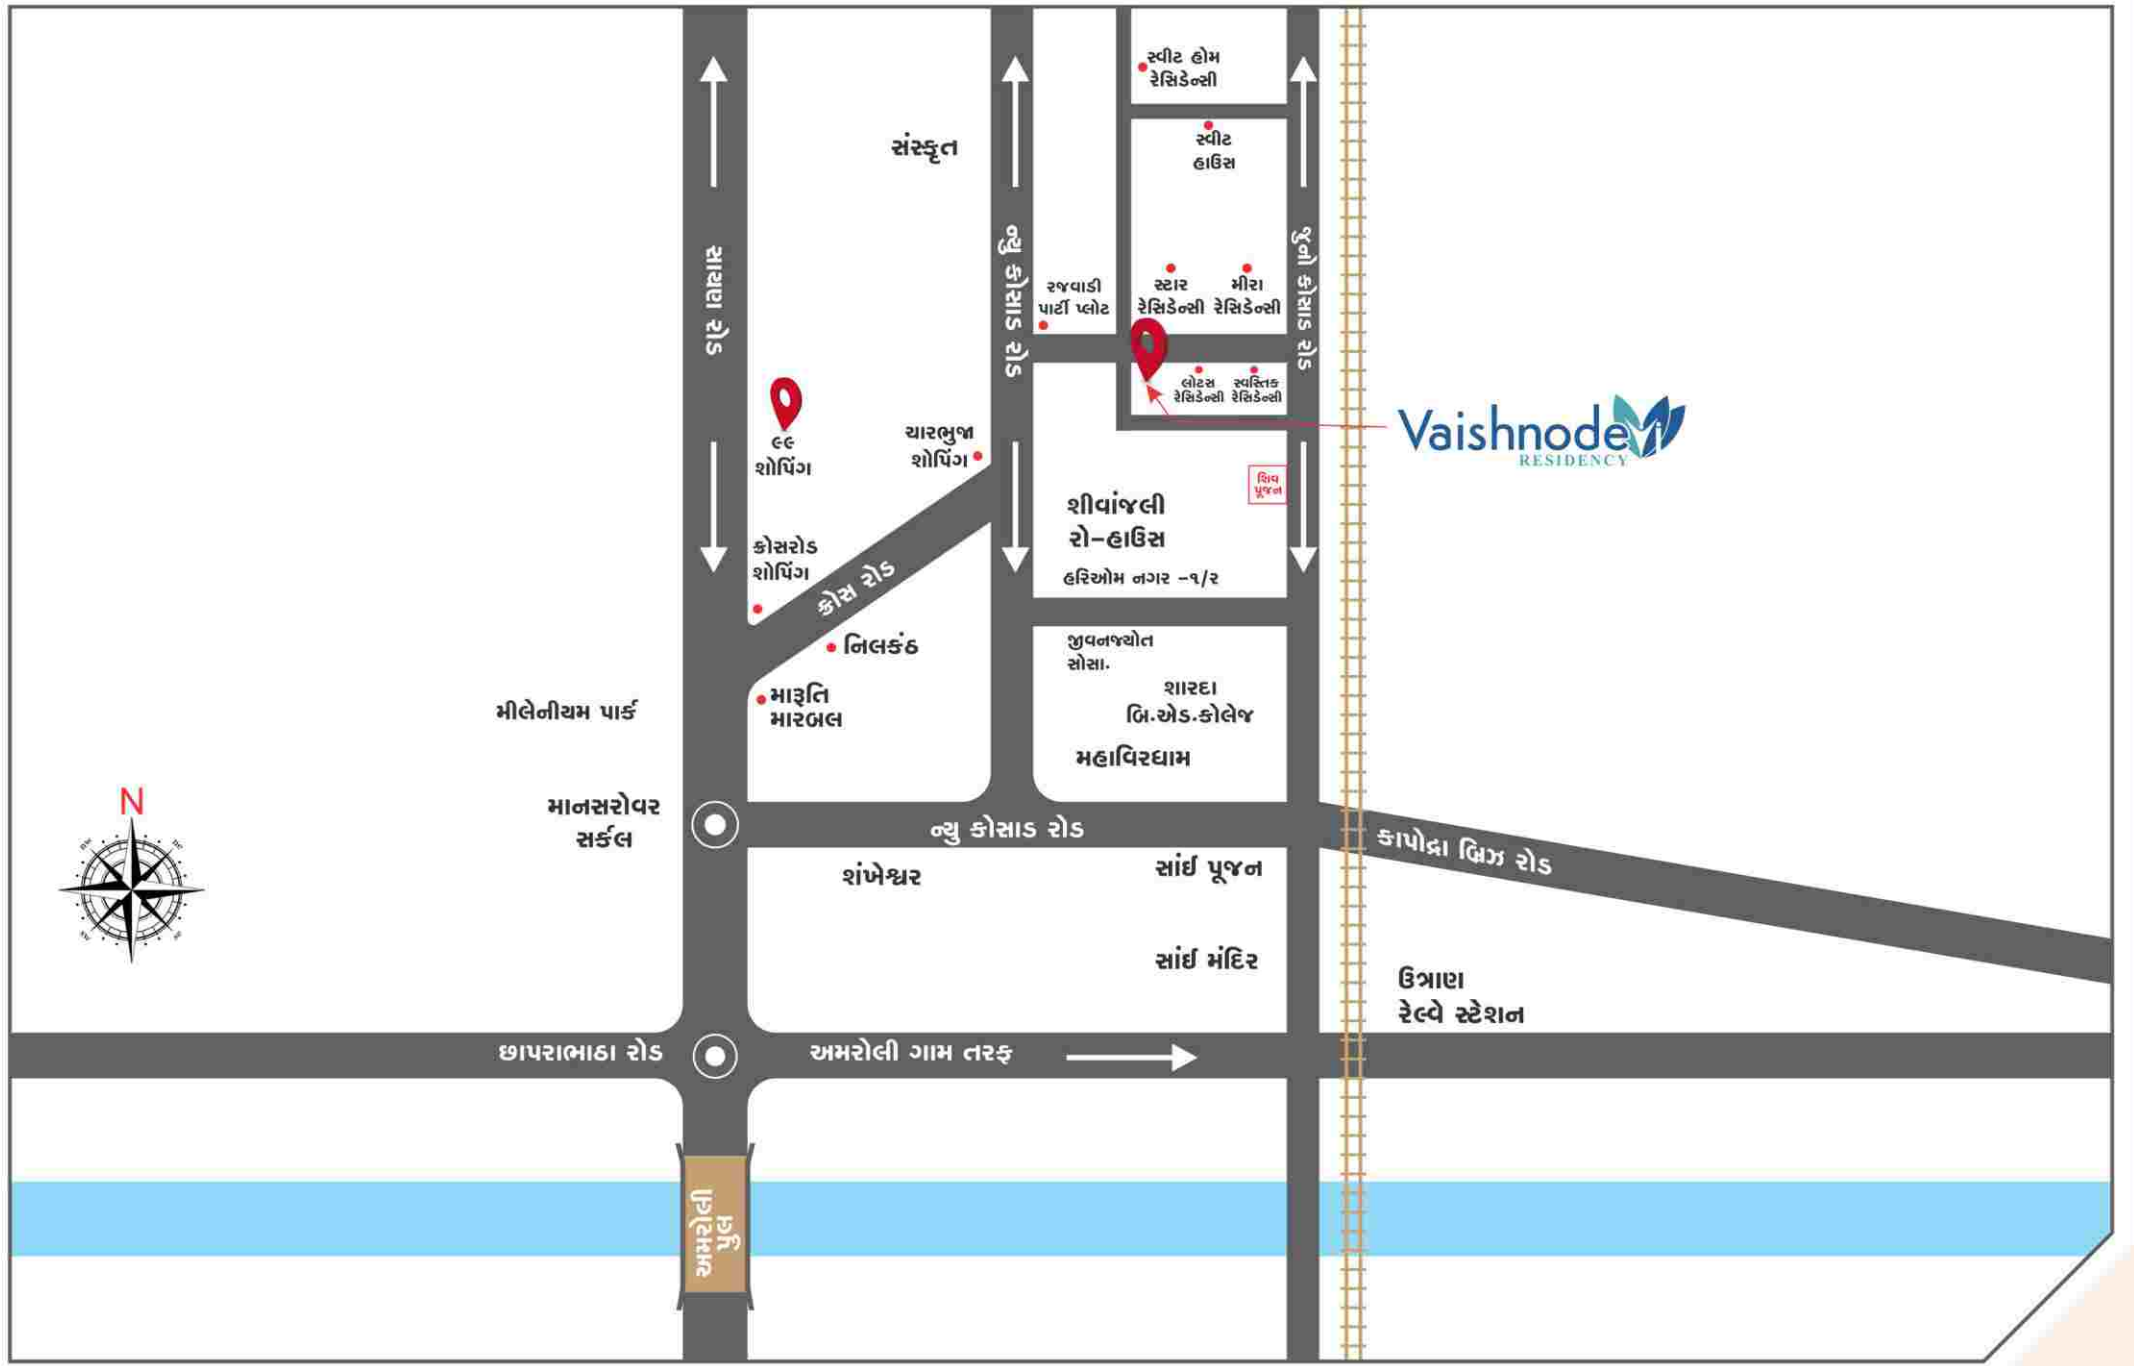 સ્વીટ હોમ
રેસિડેન્સી
સ્વીટ
હાઉસ
સંસ્કૃત
સાયણ રોડ
ન્યુ કોસાડ રોડ
જુનો કોસાડ રોડ
રજવાડી
પાર્ટી પ્લોટ
સ્ટાર
રેસિડેન્સી
મીરા
રેસિડેન્સી
લોટસ
રેસિડેન્સી
સ્વસ્તિક
રેસિડેન્સી
Vaishnodevi
RESIDENCY
૯૯
શોપિંગ
ચારભુજા
શોપિંગ
શિવ
પૂજન
શીવાંજલી
રો-હાઉસ
હરિઓમ નગર -૧/૨
ક્રોસરોડ
શોપિંગ
ક્રોસ રોડ
નિલકંઠ
મારૂતિ
મારબલ
જીવનજ્યોત
સોસા.
શારદા
બિ.એડ.કોલેજ
મહાવિરધામ
મીલેનીયમ પાર્ક
N
માનસરોવર
સર્કલ
ન્યુ કોસાડ રોડ
કાપોદ્રા બ્રિઝ રોડ
શંખેશ્વર
સાંઈ પૂજન
સાંઈ મંદિર
ઉત્રાણ
રેલ્વે સ્ટેશન
છાપરાભાઠા રોડ
અમરોલી ગામ તરફ
અમરોલી
પુલ